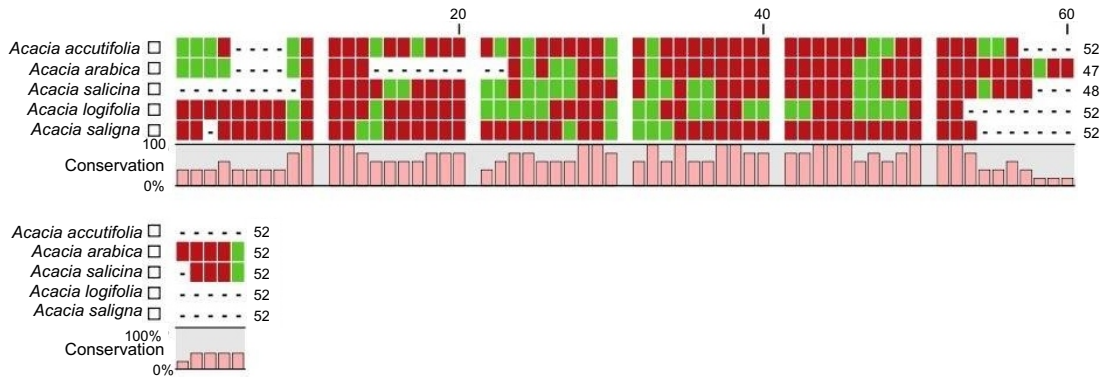 20 40 60
Acacia accutifolia - - - - - - - - 52
Acacia arabica - - - - - - - - - - - - - 47
Acacia salicina - - - - - - - - - - - - 48
Acacia logifolia - - - - - - - - 52
Acacia saligna - - - - - - - - 52
100
Conservation
0%
Acacia accutifolia - - - - - 52
Acacia arabica 52
Acacia salicina - 52
Acacia logifolia - - - - - 52
Acacia saligna - - - - - 52
100%
Conservation
0%